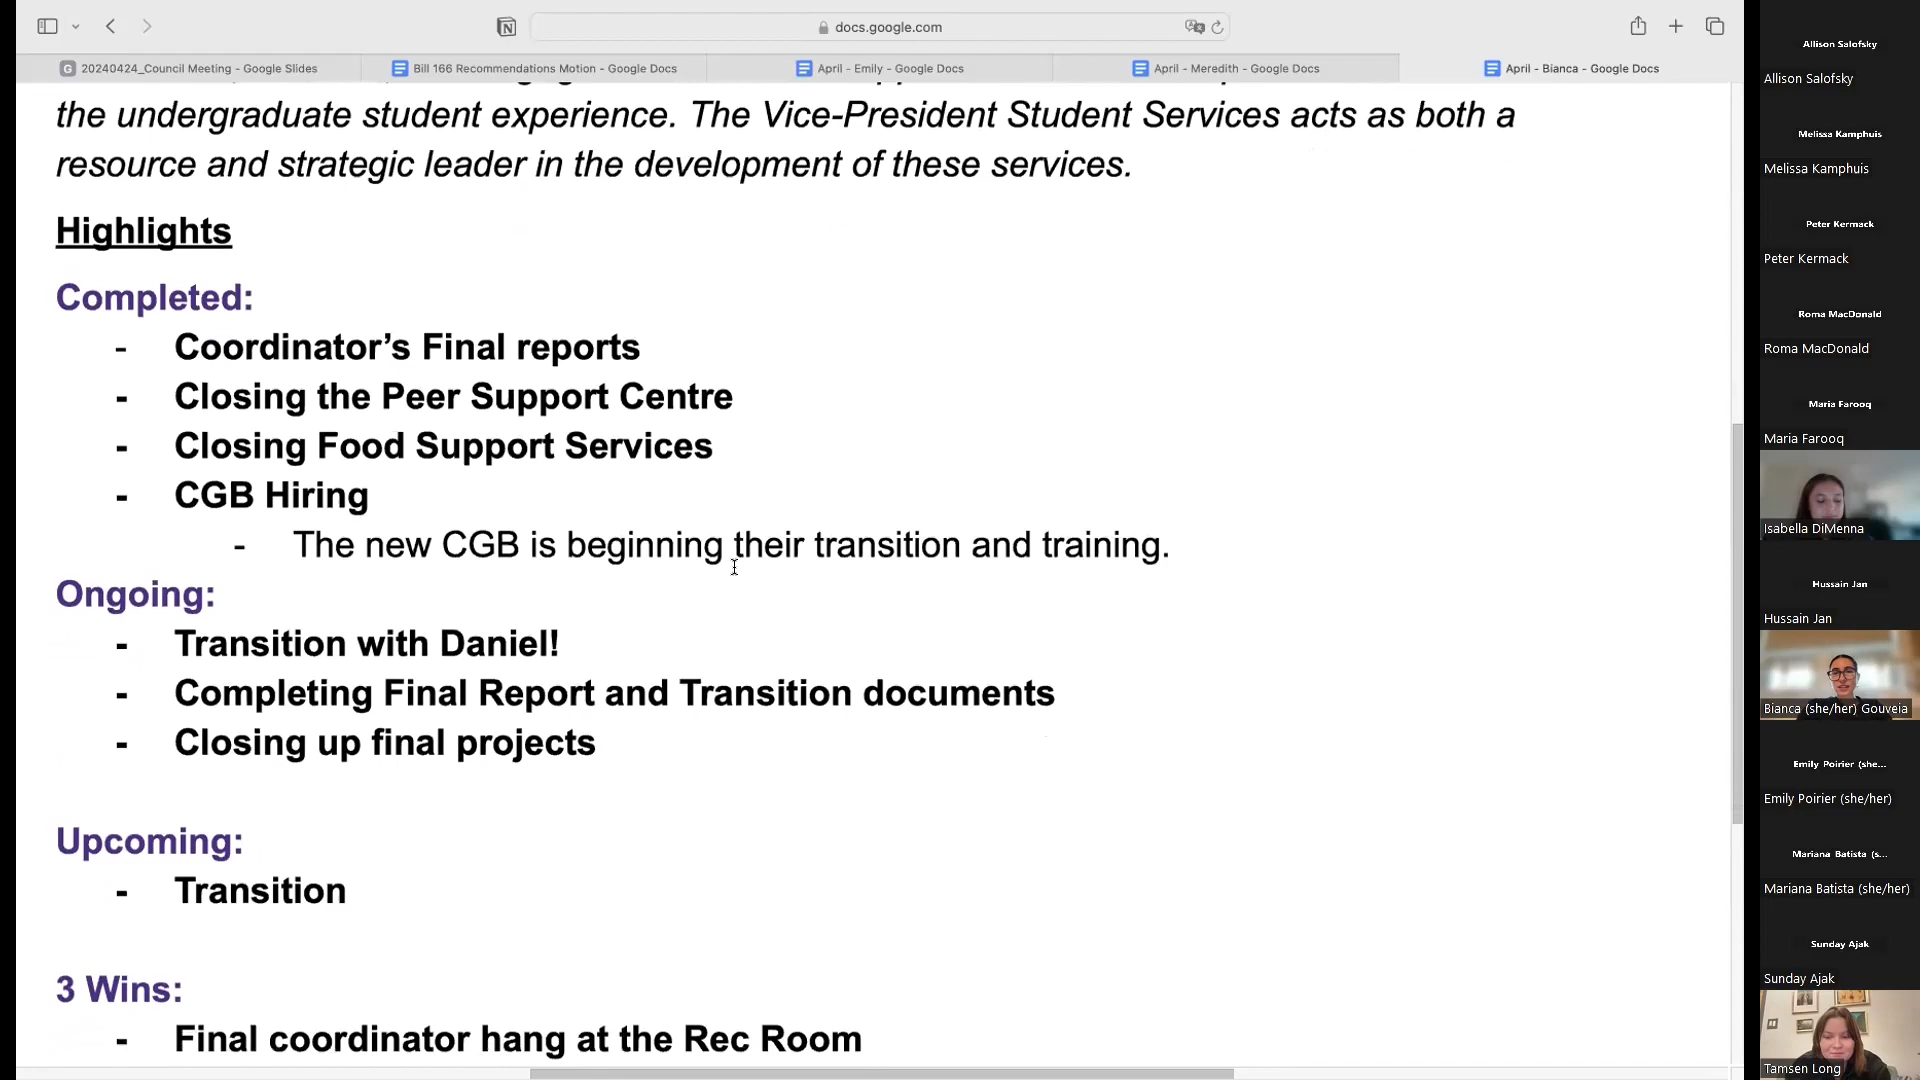 docs.google.com
20240424_Council Meeting - Google Slides
Bill 166 Recommendations Motion - Google Docs
April - Emily - Google Docs
April - Meredith - Google Docs
April - Bianca - Google Docs
the undergraduate student experience. The Vice-President Student Services acts as both a
resource and strategic leader in the development of these services.
Highlights
Completed:
- Coordinator’s Final reports
- Closing the Peer Support Centre
- Closing Food Support Services
- CGB Hiring
- The new CGB is beginning their transition and training.
Ongoing:
- Transition with Daniel!
- Completing Final Report and Transition documents
- Closing up final projects
Upcoming:
- Transition
3 Wins:
- Final coordinator hang at the Rec Room
Allison Salofsky
Allison Salofsky
Melissa Kamphuis
Melissa Kamphuis
Peter Kermack
Peter Kermack
Roma MacDonald
Roma MacDonald
Maria Farooq
Maria Farooq
Isabella DiMenna
Hussain Jan
Hussain Jan
Bianca (she/her) Gouveia
Emily Poirier (she...
Emily Poirier (she/her)
Mariana Batista (s...
Mariana Batista (she/her)
Sunday Ajak
Sunday Ajak
Tamsen Long